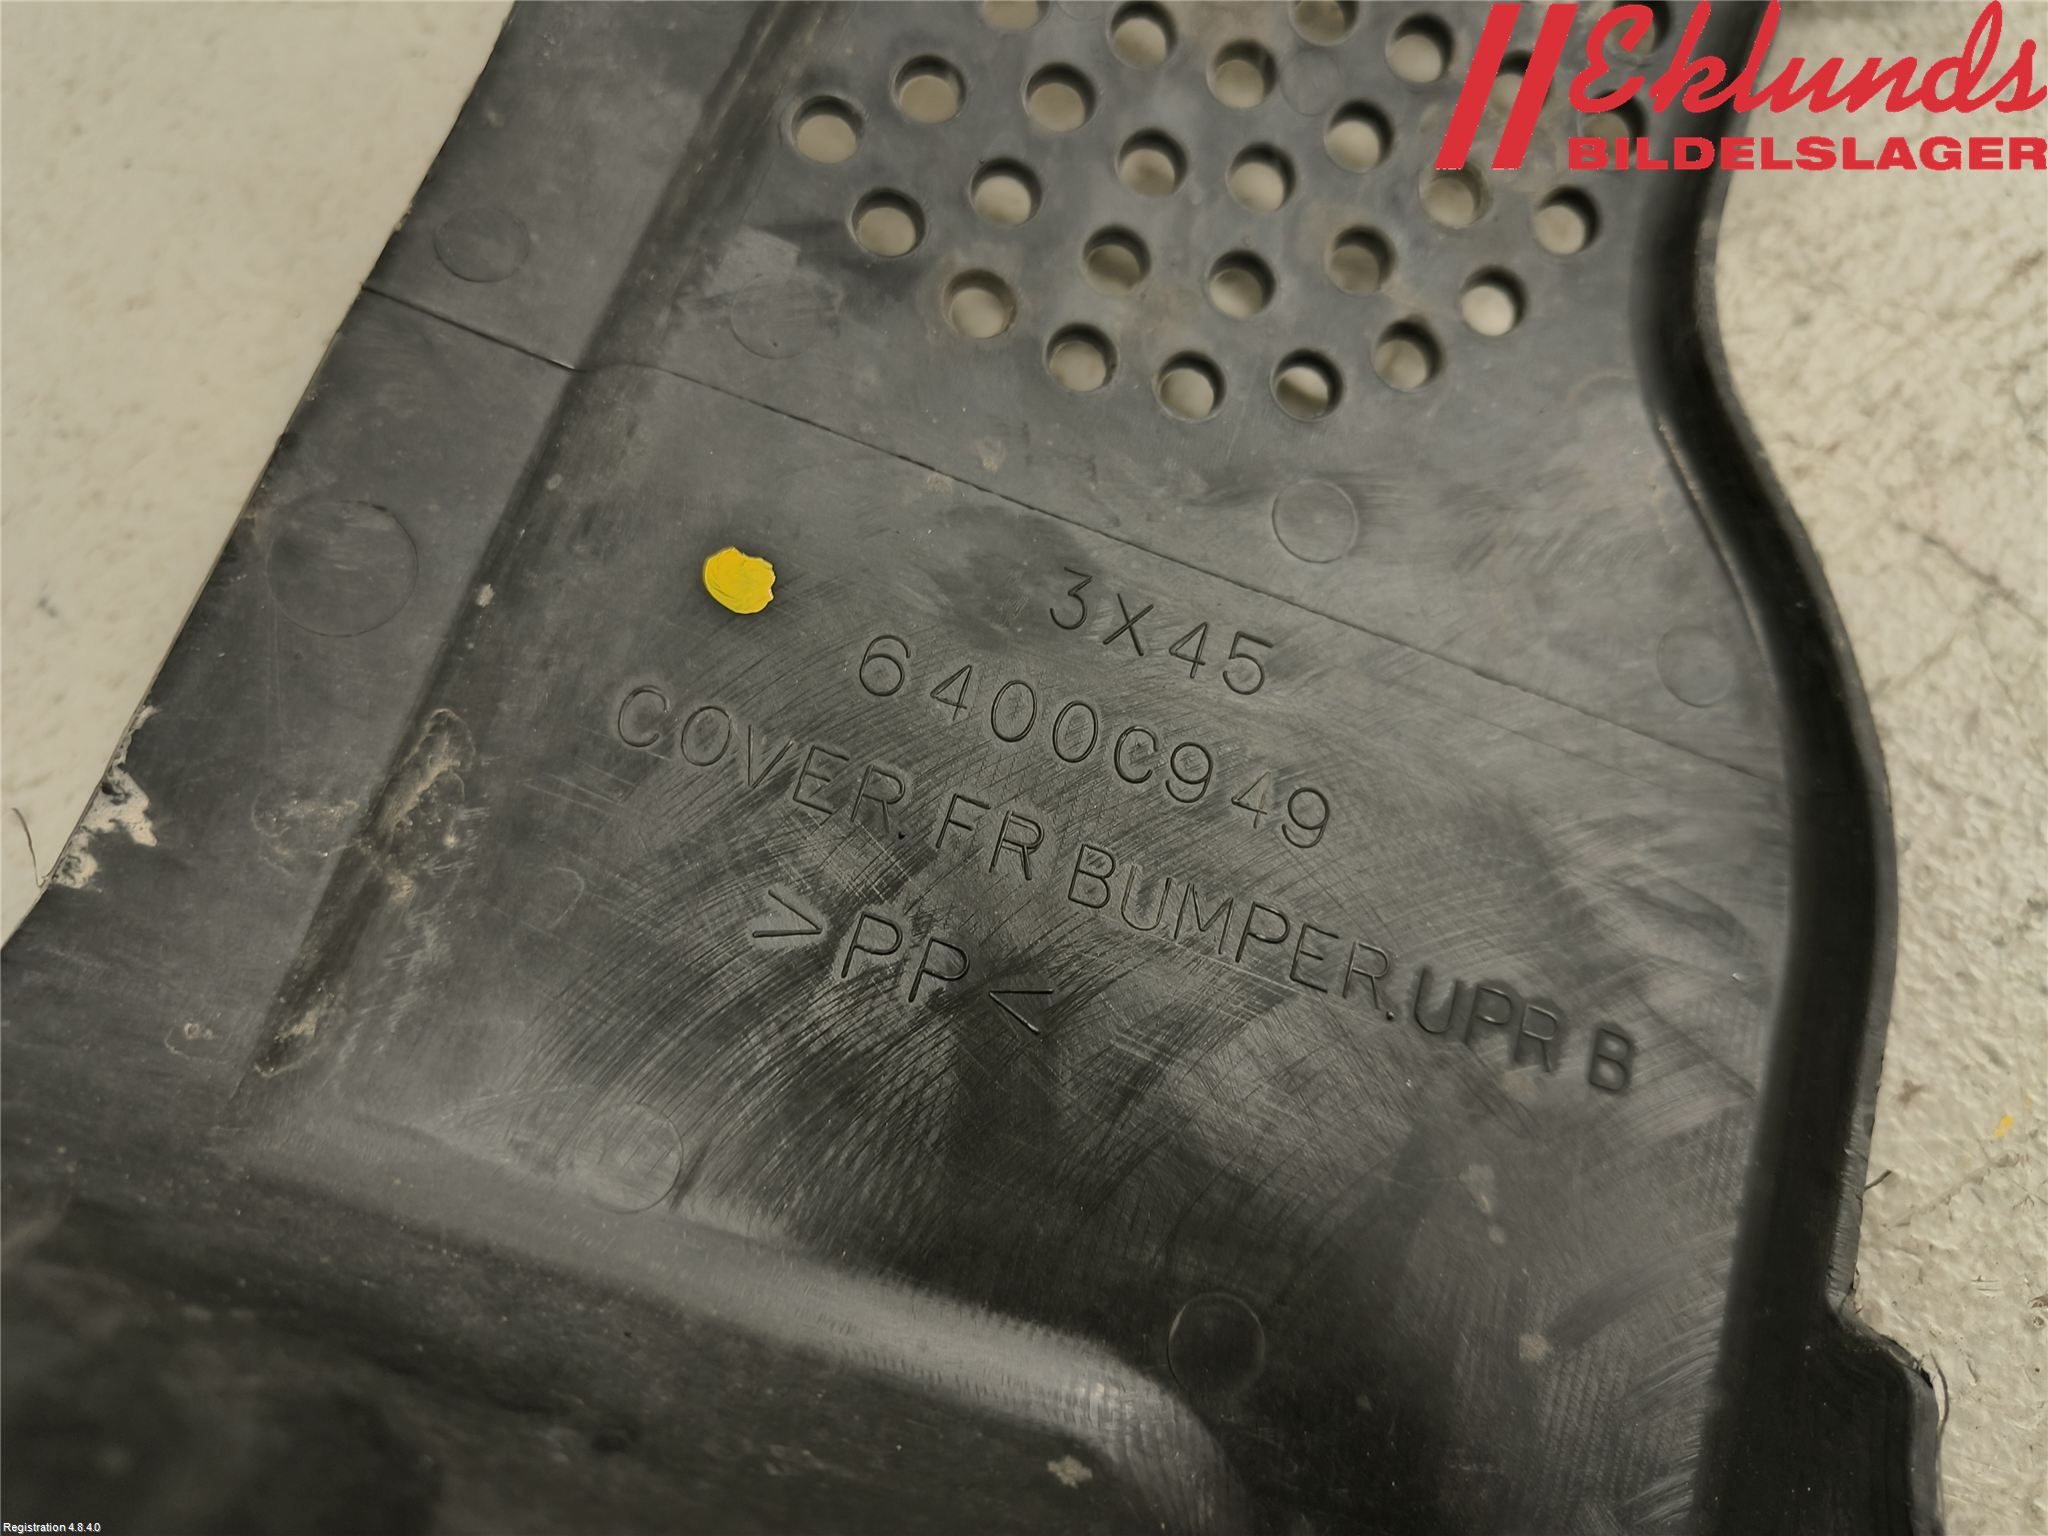 Eklunds
BILDELSLAGER
3X45
6400C949
COVER.FR BUMPER.UPR B
>PP<
Registration 4.8.4.0